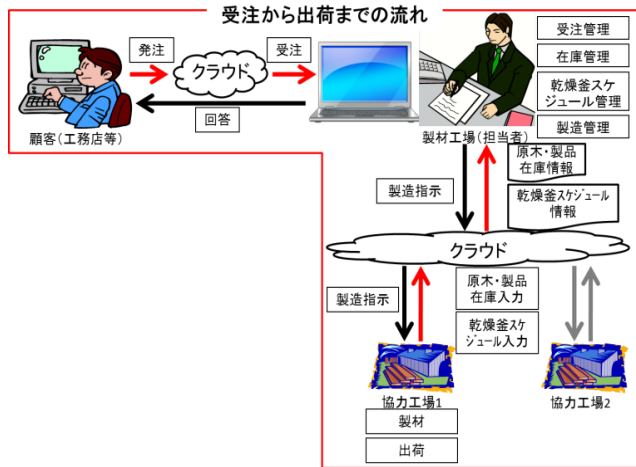 受注から出荷までの流れ
発注
クラウド
受注
回答
顧客(工務店等)
製材工場(担当者)
受注管理
在庫管理
乾燥釜スケ
ジュール管理
製造管理
製造指示
原木・製品
在庫情報
乾燥釜スケジュール
情報
クラウド
製造指示
原木・製品
在庫入力
乾燥釜スケ
ジュール入力
協力工場1
製材
出荷
協力工場2